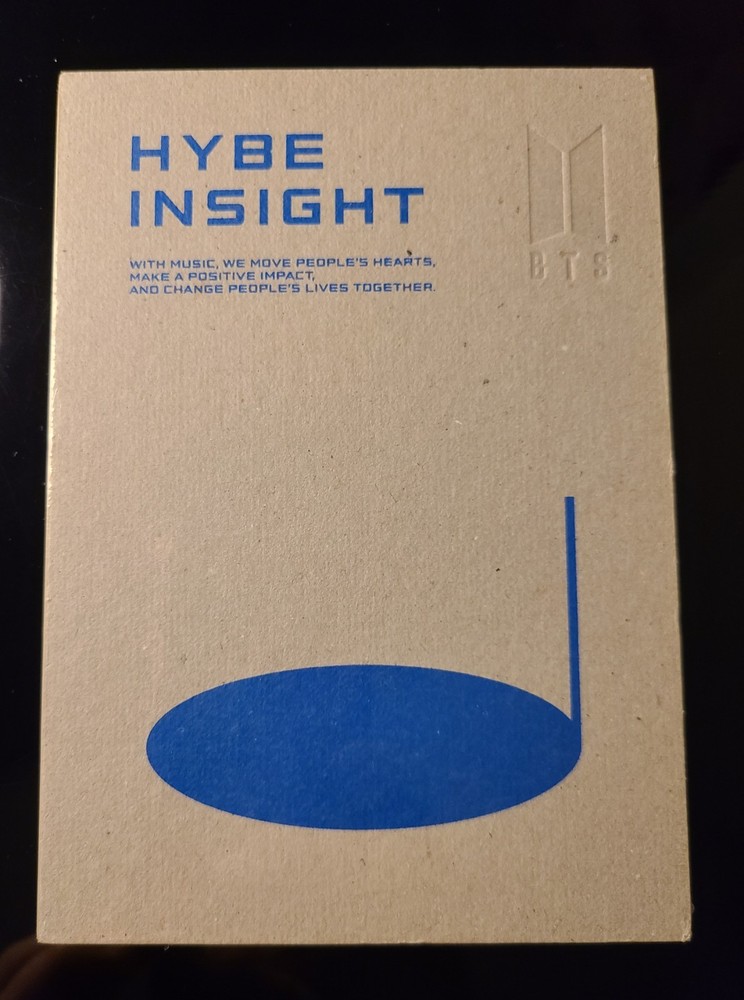 HYBE
INSIGHT
WITH MUSIC, WE MOVE PEOPLE'S HEARTS,
MAKE A POSITIVE IMPACT,
AND CHANGE PEOPLE'S LIVES TOGETHER.
BTS